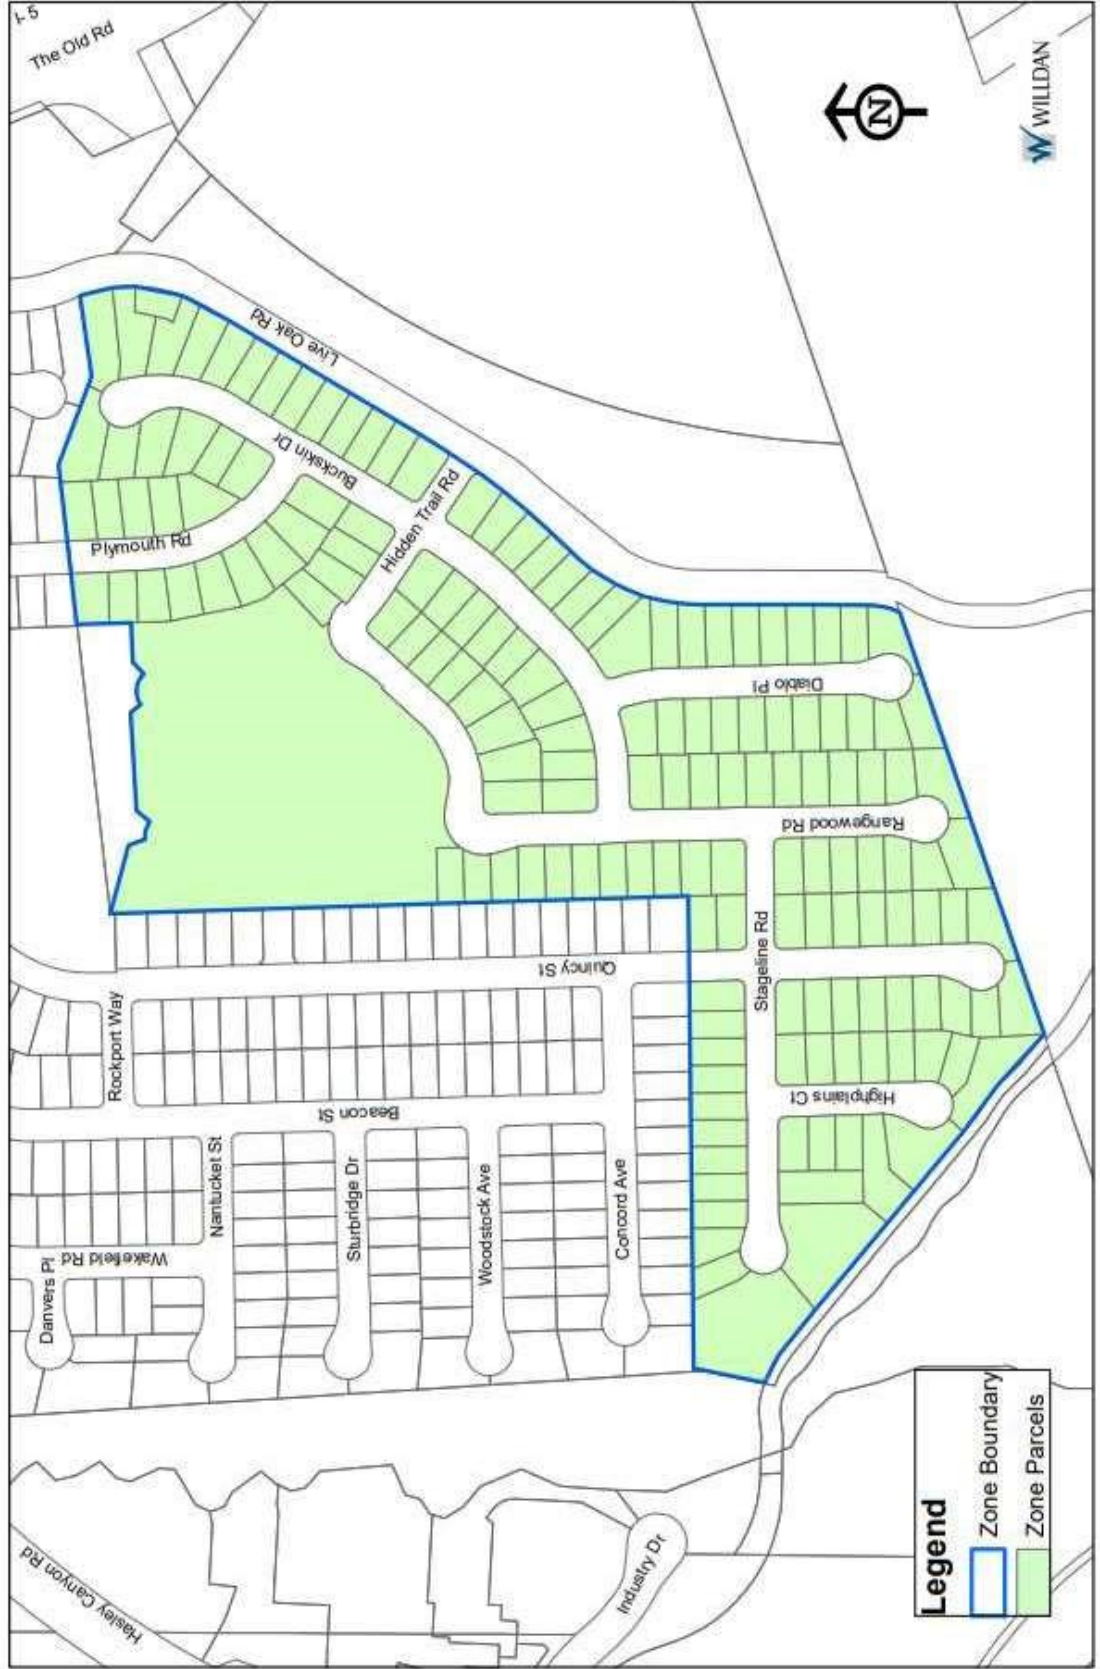 I- 5
The Old Rd
Live Oak Rd
Buckskin Dr
Hidden Trail Rd
Plymouth Rd
Diablo Pl
Rangewood Rd
Stageline Rd
Quincy St
Rockport Way
Beacon St
Highplains Ct
Nantucket St
Sturbridge Dr
Woodstock Ave
Concord Ave
Wakefield Rd
Danvers Pl
Hasley Canyon Rd
Industry Dr
N
WILLDAN
Legend
Zone Boundary
Zone Parcels